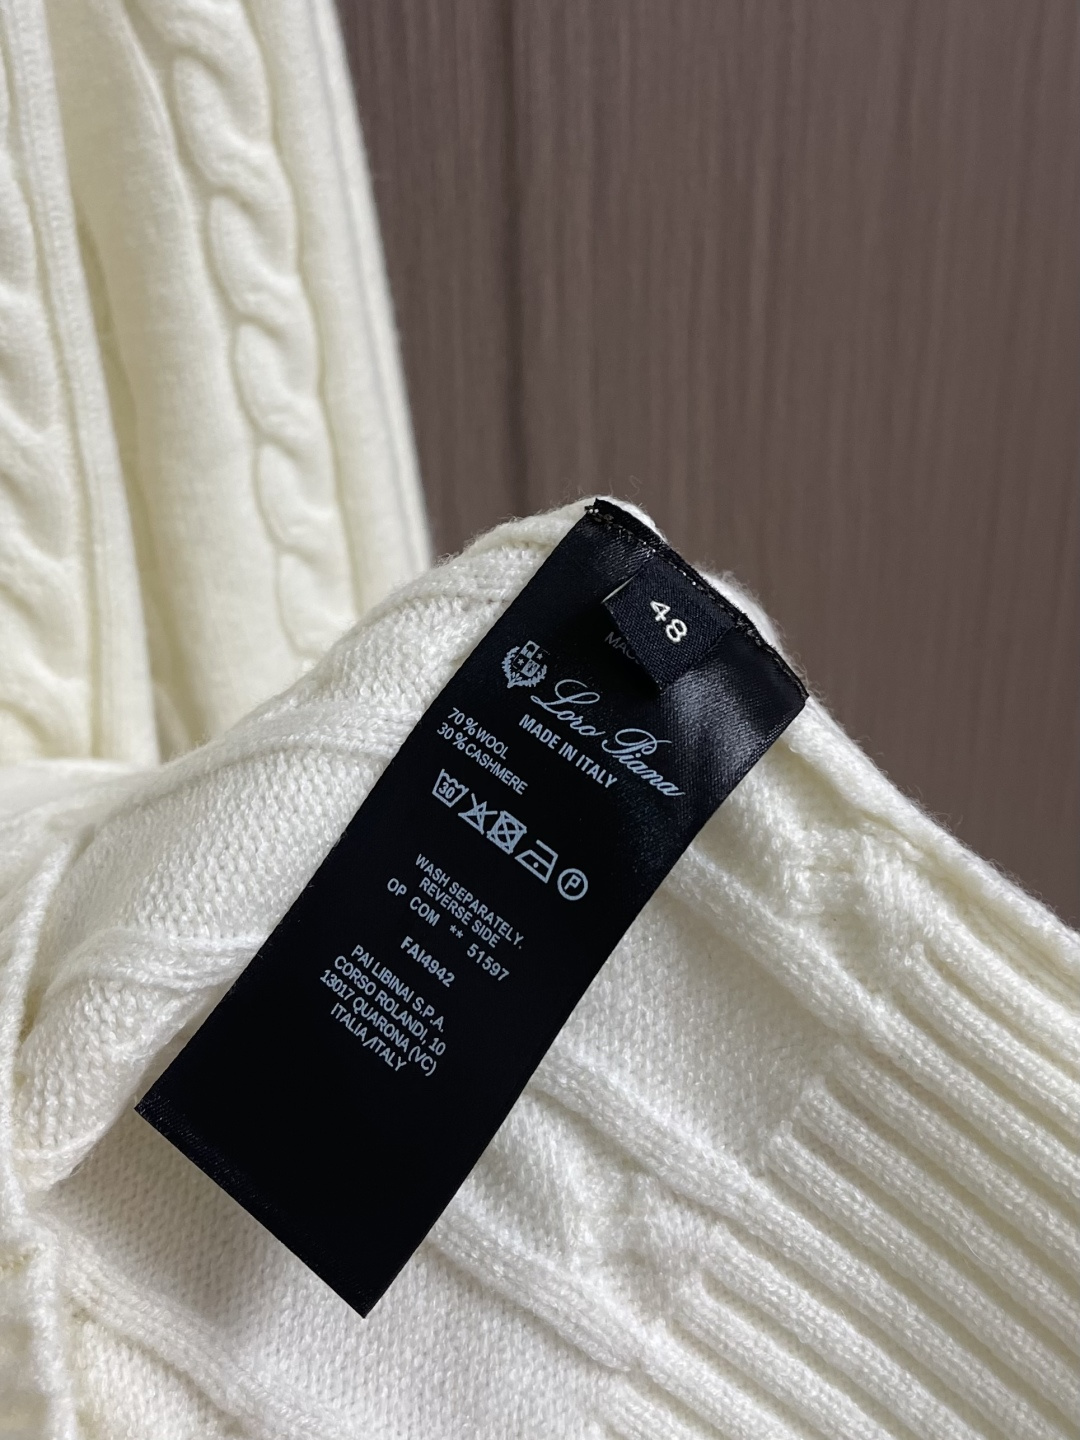 48
Loro Piana
MADE IN ITALY
70%WOOL
30%CASHMERE
30
P
WASH SEPARATELY.
REVERSE SIDE
OP COM ** 51597
FAI4942
PAI LIBINAI S.P.A.
CORSO ROLANDI, 10
13017 QUARONA (VC)
ITALIA/ITALY